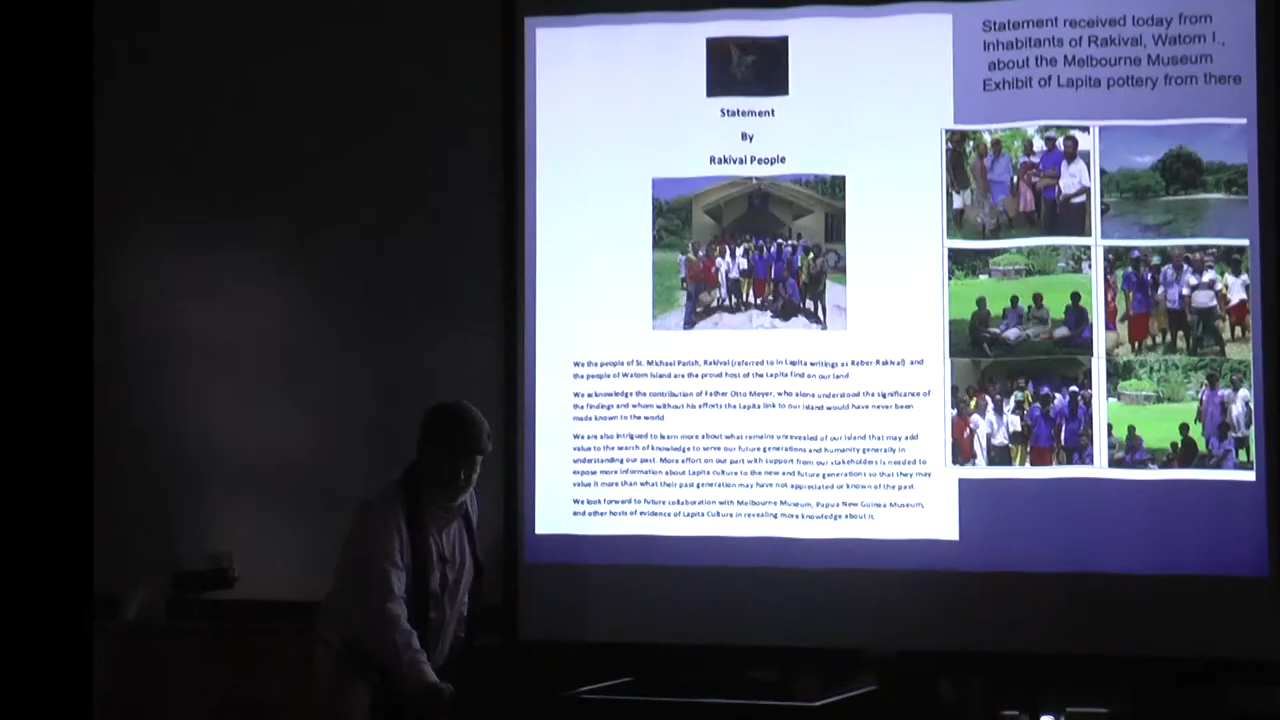 Statement
By
Rakival People
We the people of St. Michael Parish, Rakival (referred to in Lapita writings as Reber-Rakival) and
the people of Watom Island are the proud host of the Lapita find on our land
We acknowledge the contribution of Father Otto Meyer, who alone understood the significance of
the findings and whom without his efforts the Lapita link to our island would have never been
made known to the world
We are also intrigued to learn more about what remains unrevealed of our island that may add
value to the search of knowledge to serve our future generations and humanity generally in
understanding our past. More effort on our part with support from our stakeholders is needed to
expose more information about Lapita culture to the new and future generations so that they may
value it more than what their past generation may have not appreciated or known of the past.
We look forward to future collaboration with Melbourne Museum, Papua New Guinea Museum,
and other hosts of evidence of Lapita Culture in revealing more knowledge about it.
Statement received today from
Inhabitants of Rakival, Watom I.,
about the Melbourne Museum
Exhibit of Lapita pottery from there